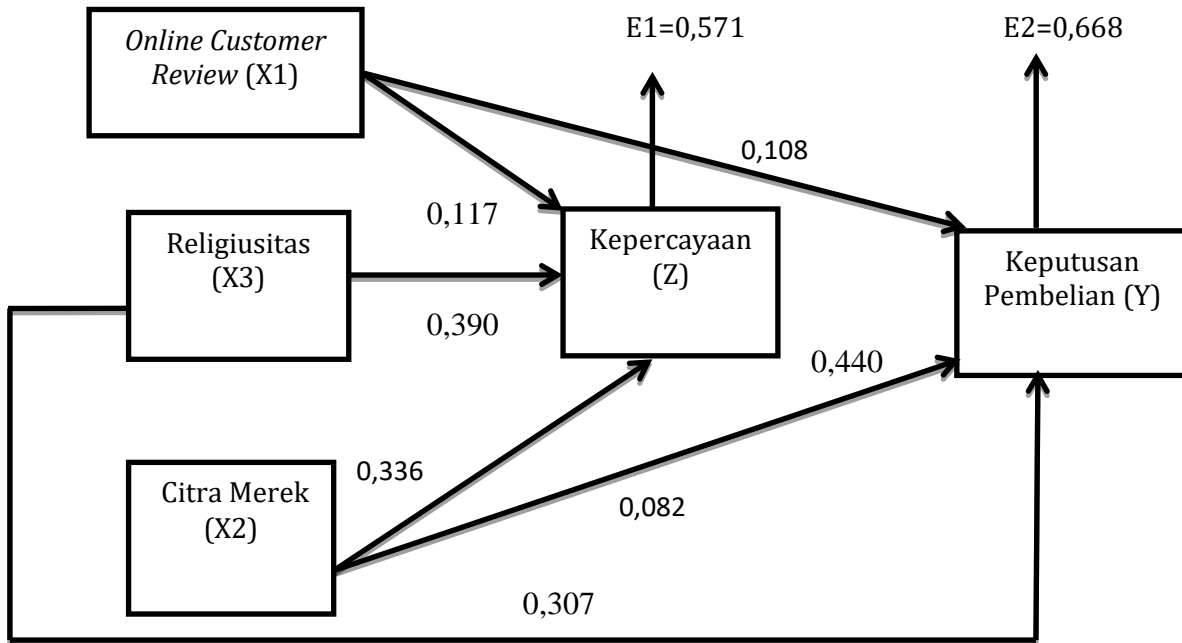 Online Customer
Review (X1)
E1=0,571
E2=0,668
0,108
0,117
Religiusitas
(X3)
Kepercayaan
(Z)
Keputusan
Pembelian (Y)
0,390
0,440
Citra Merek
(X2)
0,336
0,082
0,307